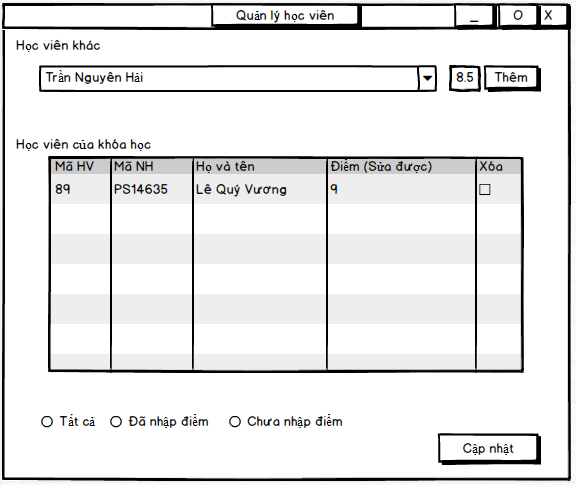 Quản lý học viên _ O X
Học viên khác
Trần Nguyên Hải 8.5 Thêm
Học viên của khóa học
Mã HV Mã NH Họ và tên Điểm (Sửa được) Xóa
89 PS14635 Lê Quý Vương 9
Tất cả Đã nhập điểm Chưa nhập điểm
Cập nhật